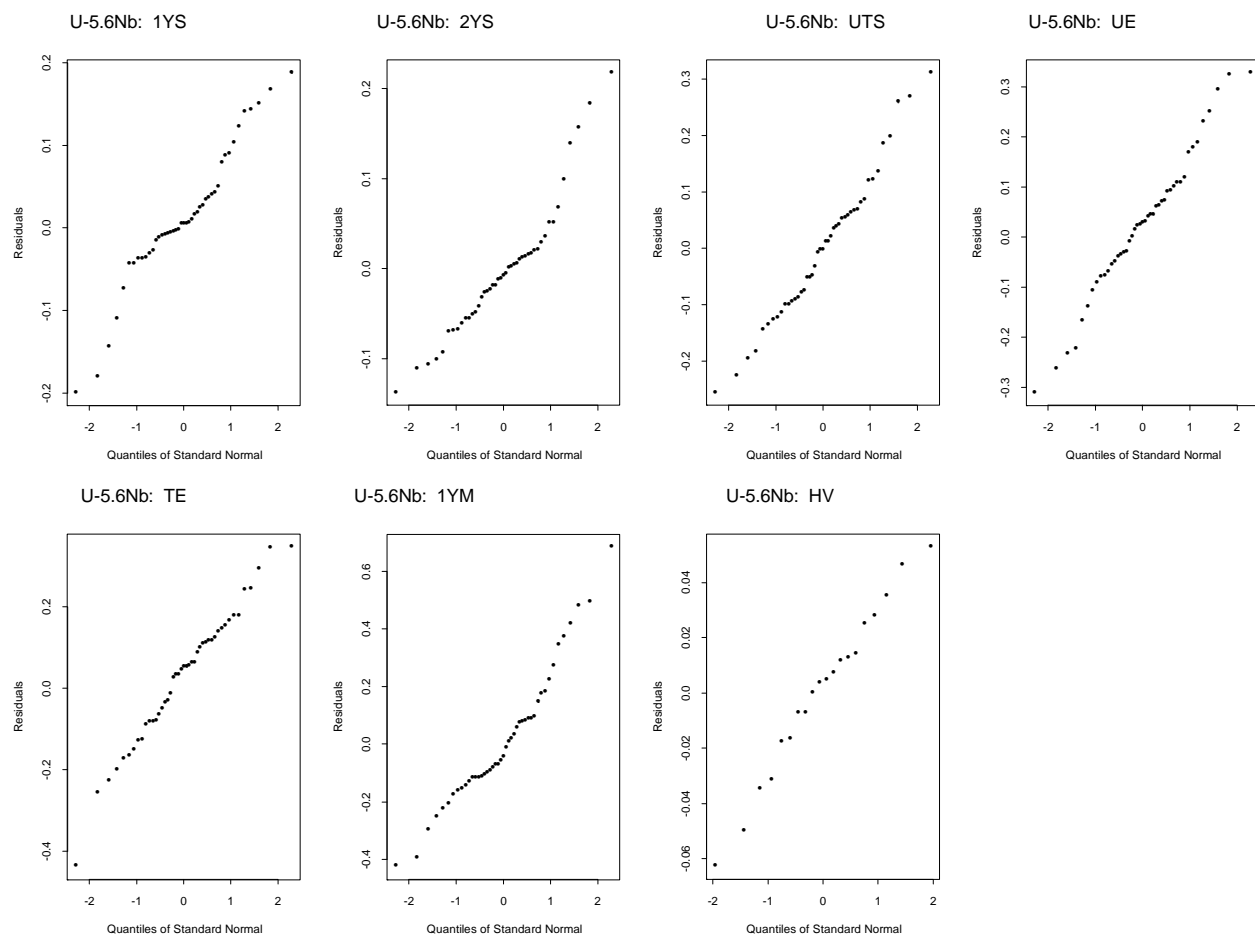 U-5.6Nb: 1YS
U-5.6Nb: 2YS
U-5.6Nb: UTS
U-5.6Nb: UE
Residuals
0.2
0.1
0.0
-0.1
-0.2
-2 -1 0 1 2
Quantiles of Standard Normal
Residuals
0.2
0.1
0.0
-0.1
-2 -1 0 1 2
Quantiles of Standard Normal
Residuals
0.3
0.2
0.1
0.0
-0.1
-0.2
-2 -1 0 1 2
Quantiles of Standard Normal
Residuals
0.3
0.2
0.1
0.0
-0.1
-0.2
-0.3
-2 -1 0 1 2
Quantiles of Standard Normal
U-5.6Nb: TE
U-5.6Nb: 1YM
U-5.6Nb: HV
Residuals
0.2
0.0
-0.2
-0.4
-2 -1 0 1 2
Quantiles of Standard Normal
Residuals
0.6
0.4
0.2
0.0
-0.2
-0.4
-2 -1 0 1 2
Quantiles of Standard Normal
Residuals
0.04
0.02
0.0
-0.02
-0.04
-0.06
-2 -1 0 1 2
Quantiles of Standard Normal